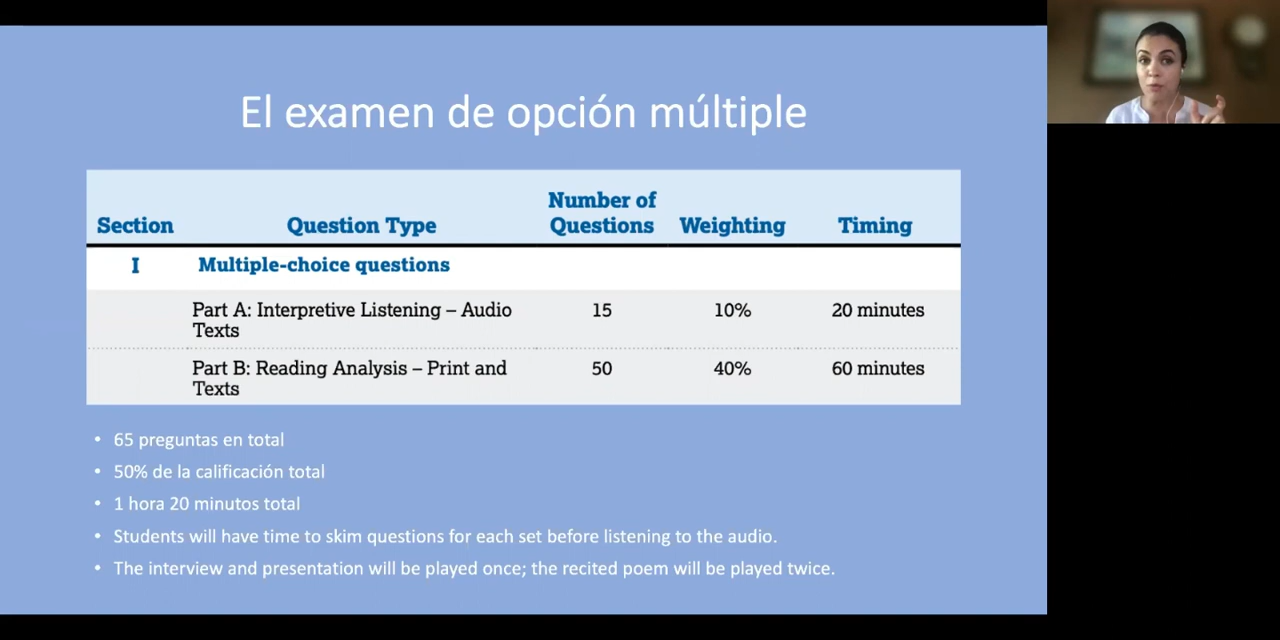 El examen de opción múltiple
Section Question Type Number of Questions Weighting Timing
I Multiple-choice questions
Part A: Interpretive Listening – Audio Texts 15 10% 20 minutes
Part B: Reading Analysis – Print and Texts 50 40% 60 minutes
• 65 preguntas en total
• 50% de la calificación total
• 1 hora 20 minutos total
• Students will have time to skim questions for each set before listening to the audio.
• The interview and presentation will be played once; the recited poem will be played twice.